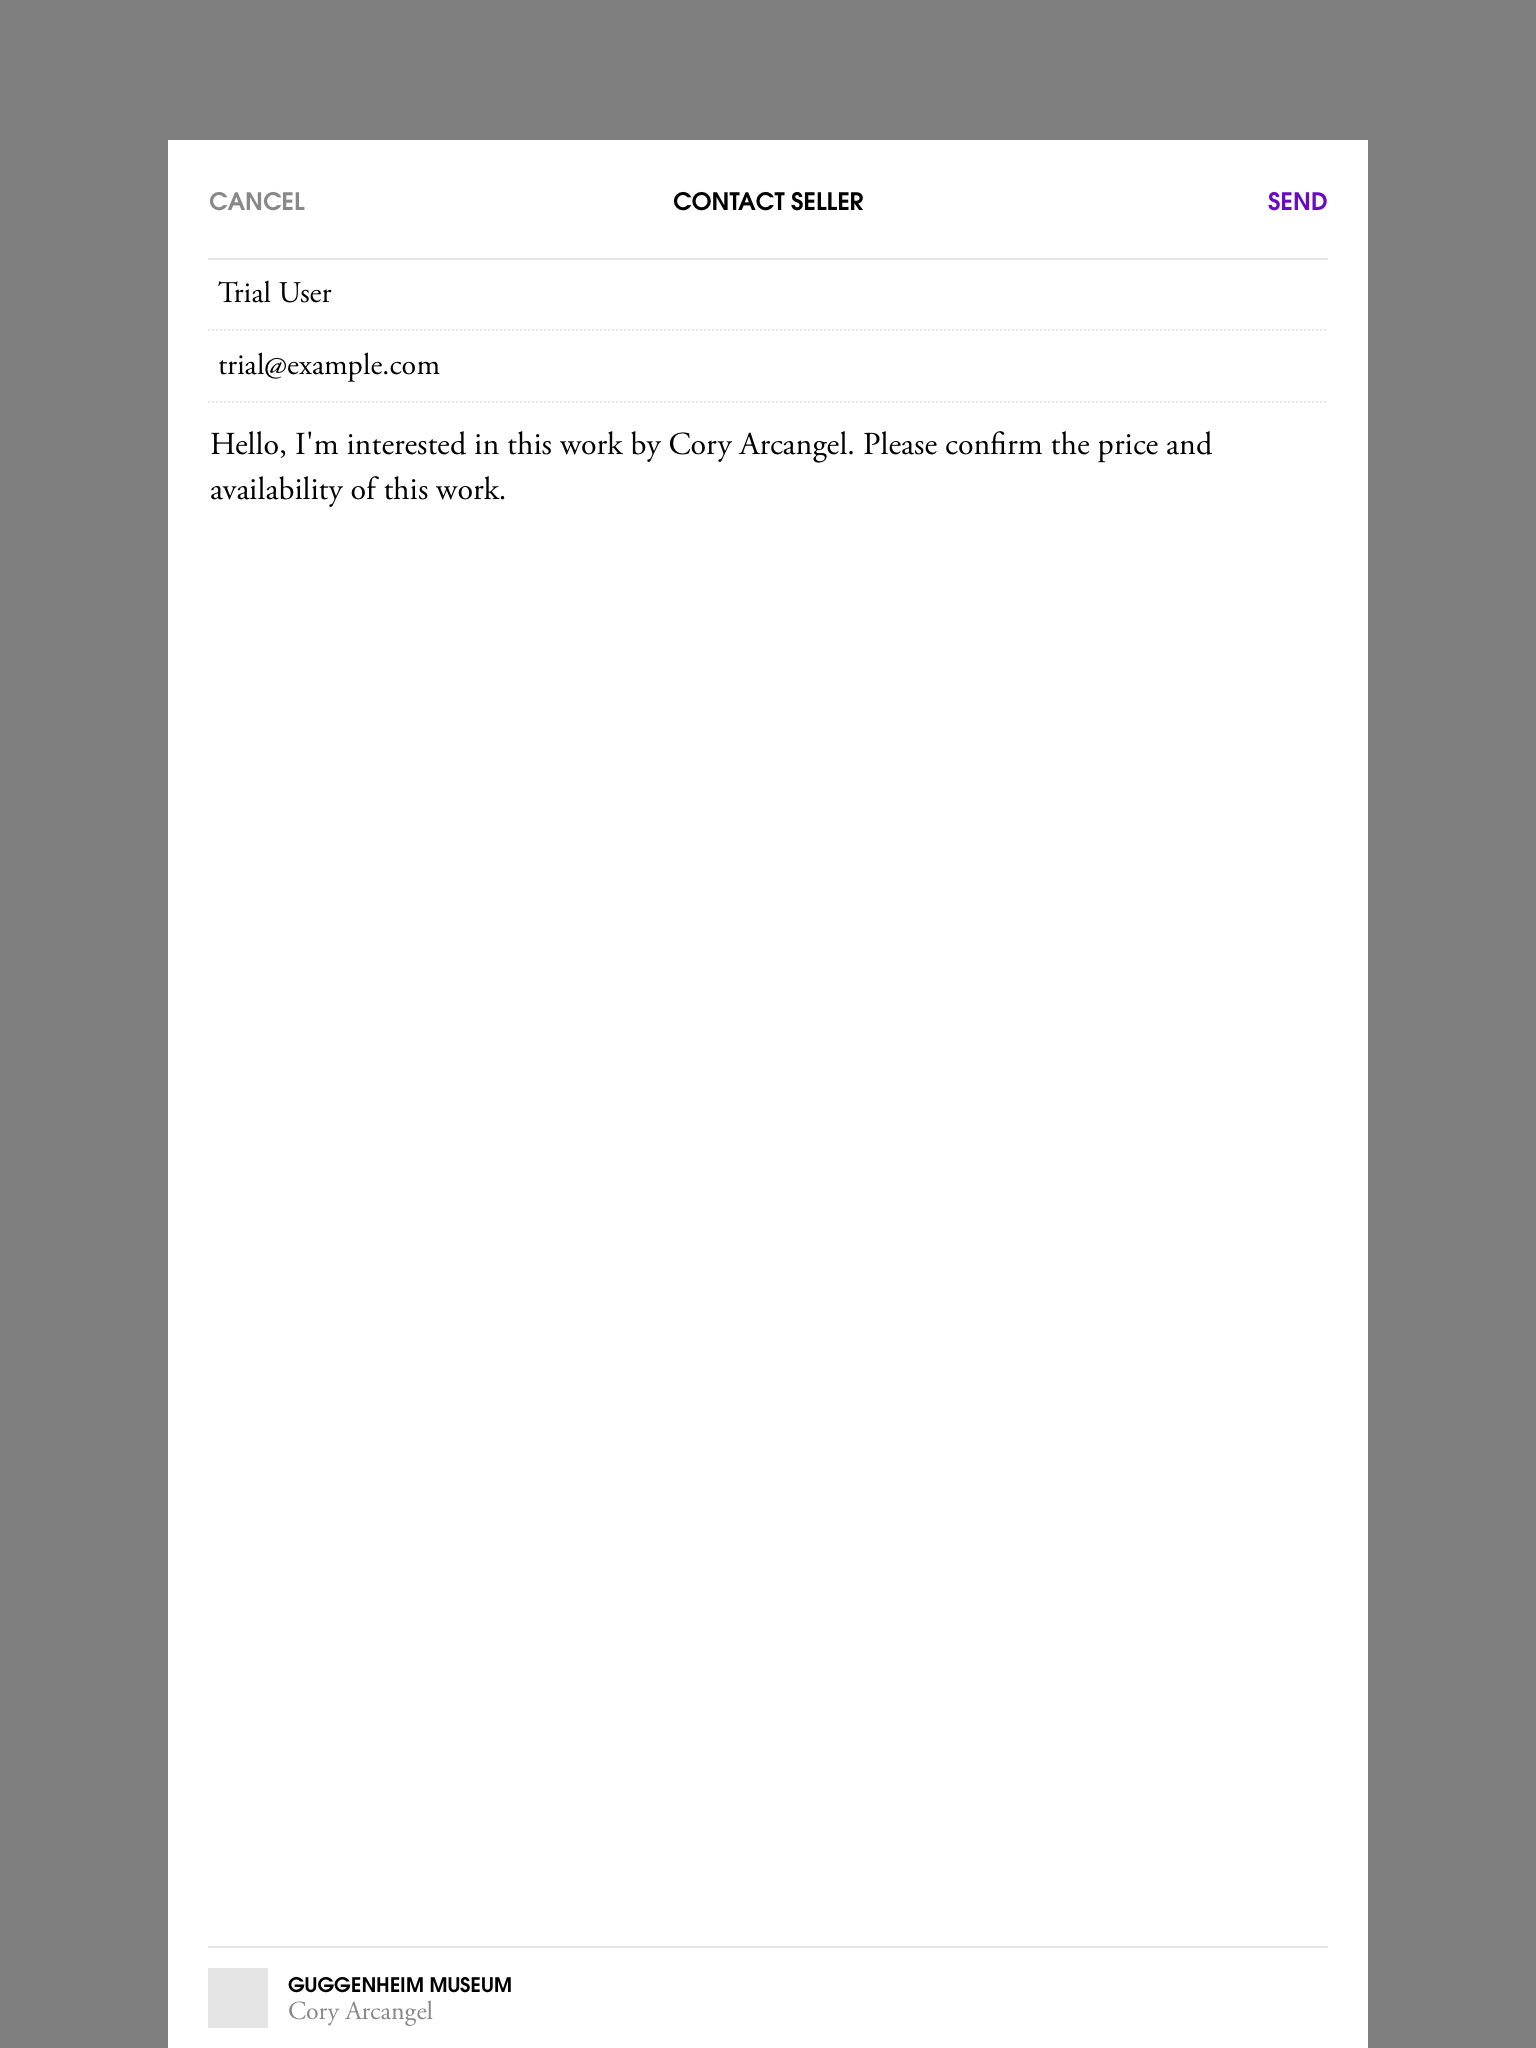 CANCEL
CONTACT SELLER
SEND
Trial User
trial@example.com
Hello, I'm interested in this work by Cory Arcangel. Please confirm the price and
availability of this work.
GUGGENHEIM MUSEUM
Cory Arcangel